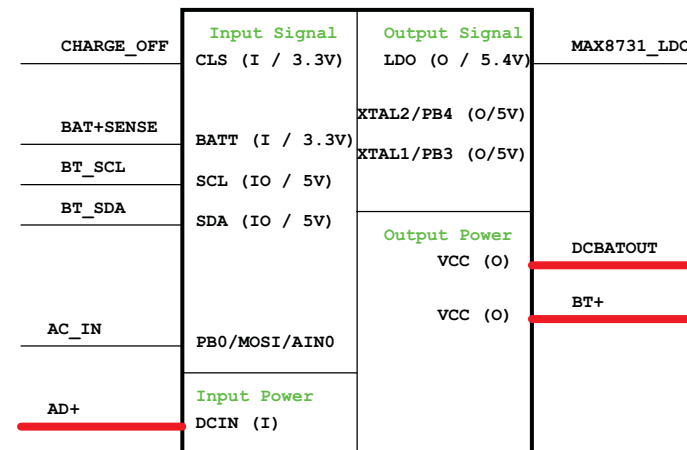 Input Signal
Output Signal
CHARGE_OFF
CLS (I / 3.3V)
LDO (O / 5.4V)
MAX8731_LDO
XTAL2/PB4 (O/5V)
BAT+SENSE
BATT (I / 3.3V)
XTAL1/PB3 (O/5V)
BT_SCL
SCL (IO / 5V)
BT_SDA
SDA (IO / 5V)
Output Power
DCBATOUT
VCC (O)
BT+
VCC (O)
AC_IN
PB0/MOSI/AIN0
Input Power
AD+
DCIN (I)